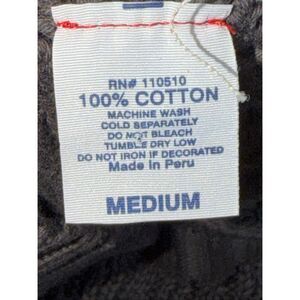 RN# 110510
100% COTTON
MACHINE WASH
COLD SEPARATELY
DO NOT BLEACH
TUMBLE DRY LOW
DO NOT IRON IF DECORATED
Made in Peru
MEDIUM